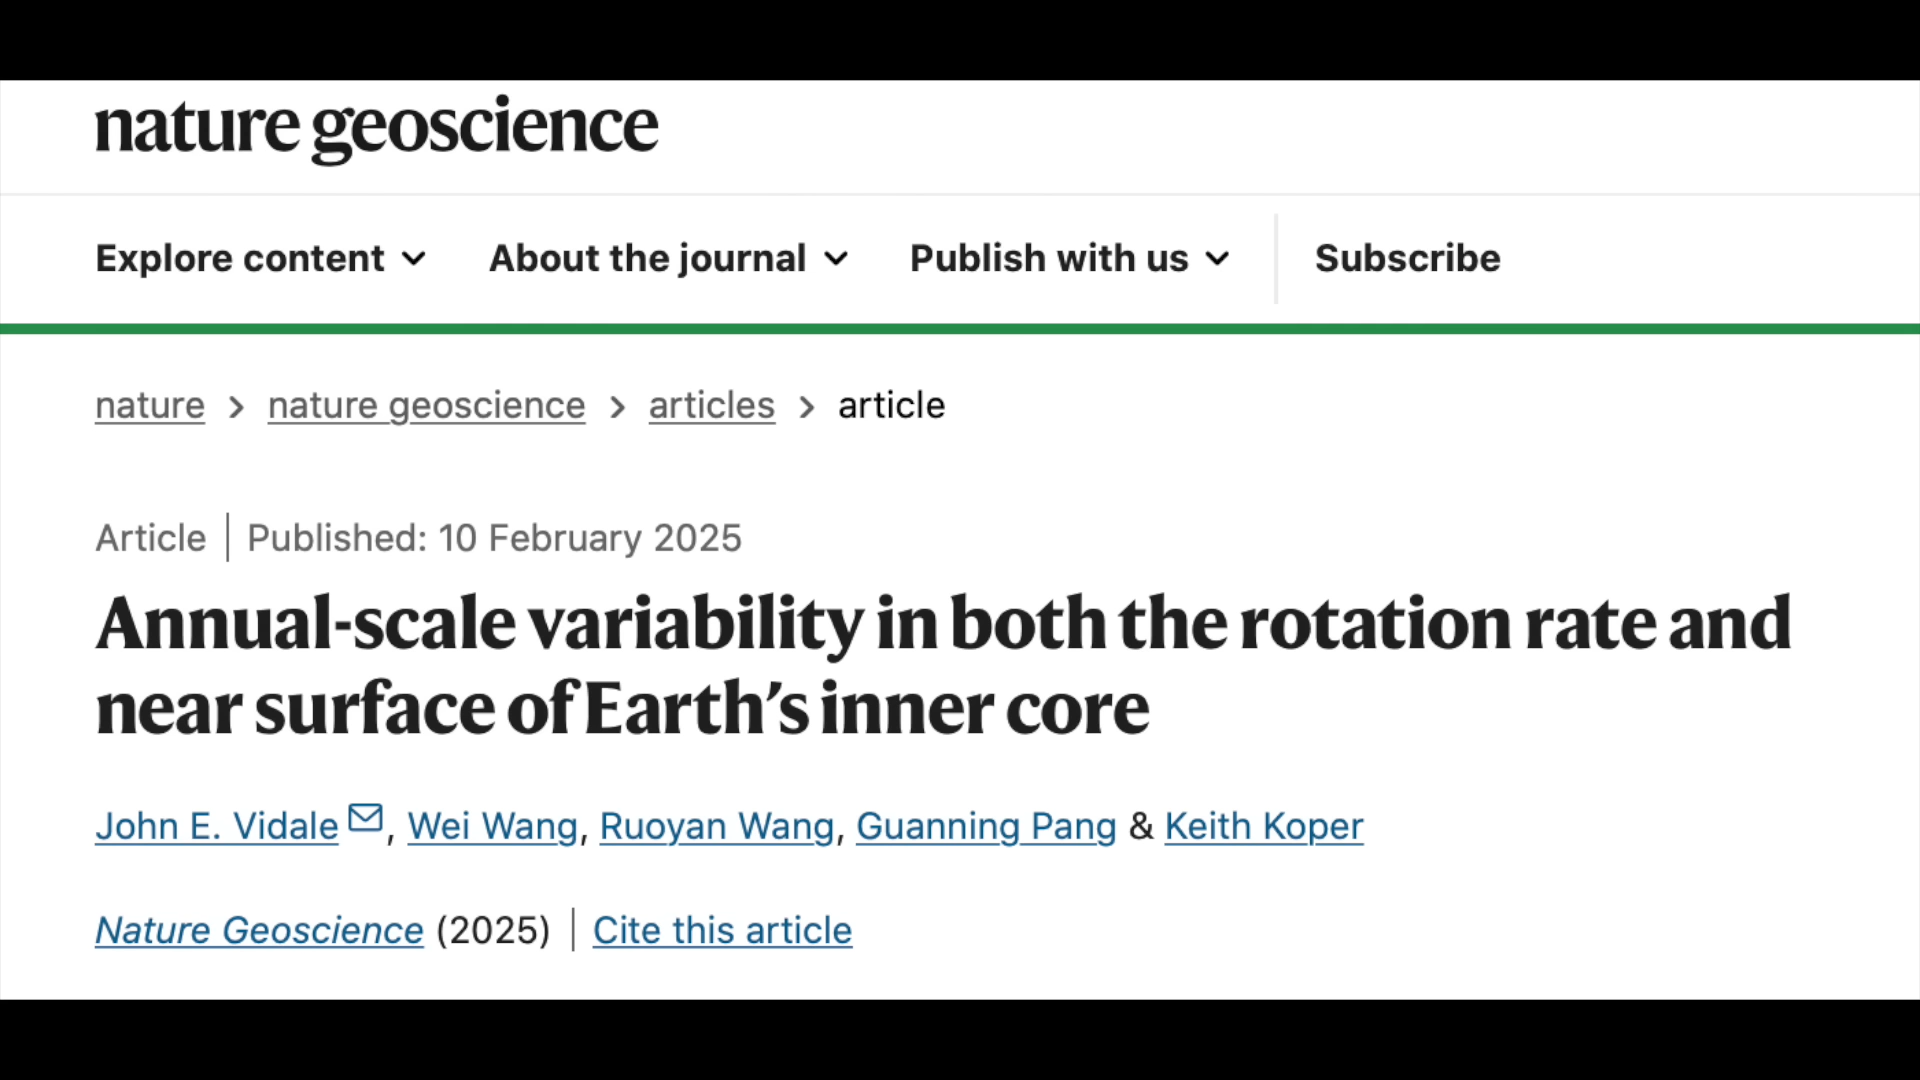 nature geoscience
Explore content About the journal Publish with us Subscribe
nature > nature geoscience > articles > article
Article | Published: 10 February 2025
Annual-scale variability in both the rotation rate and
near surface of Earth’s inner core
John E. Vidale, Wei Wang, Ruoyan Wang, Guanning Pang & Keith Koper
Nature Geoscience (2025) | Cite this article